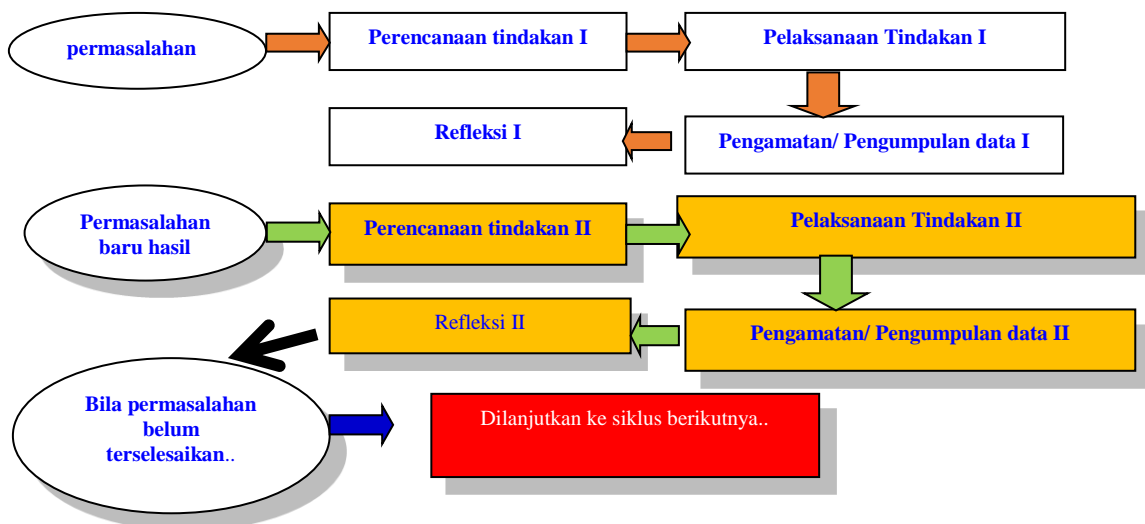 permasalahan
Perencanaan tindakan I
Pelaksanaan Tindakan I
Refleksi I
Pengamatan/ Pengumpulan data I
Permasalahan
baru hasil
Perencanaan tindakan II
Pelaksanaan Tindakan II
Refleksi II
Pengamatan/ Pengumpulan data II
Bila permasalahan
belum
terselesaikan..
Dilanjutkan ke siklus berikutnya..